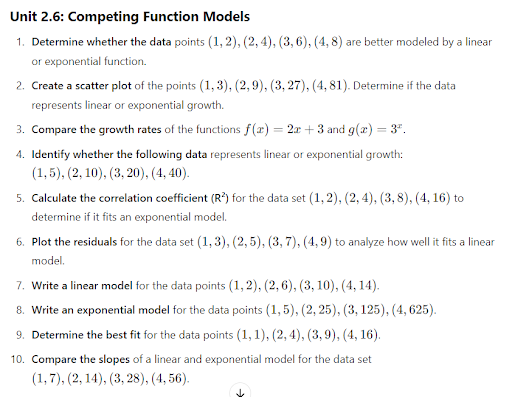 Unit 2.6: Competing Function Models
1. Determine whether the data points (1, 2), (2, 4), (3, 6), (4, 8) are better modeled by a linear
or exponential function.
2. Create a scatter plot of the points (1, 3), (2, 9), (3, 27), (4, 81). Determine if the data
represents linear or exponential growth.
3. Compare the growth rates of the functions f(x) = 2x + 3 and g(x) = 3ˣ.
4. Identify whether the following data represents linear or exponential growth:
(1, 5), (2, 10), (3, 20), (4, 40).
5. Calculate the correlation coefficient (R²) for the data set (1, 2), (2, 4), (3, 8), (4, 16) to
determine if it fits an exponential model.
6. Plot the residuals for the data set (1, 3), (2, 5), (3, 7), (4, 9) to analyze how well it fits a linear
model.
7. Write a linear model for the data points (1, 2), (2, 6), (3, 10), (4, 14).
8. Write an exponential model for the data points (1, 5), (2, 25), (3, 125), (4, 625).
9. Determine the best fit for the data points (1, 1), (2, 4), (3, 9), (4, 16).
10. Compare the slopes of a linear and exponential model for the data set
(1, 7), (2, 14), (3, 28), (4, 56).